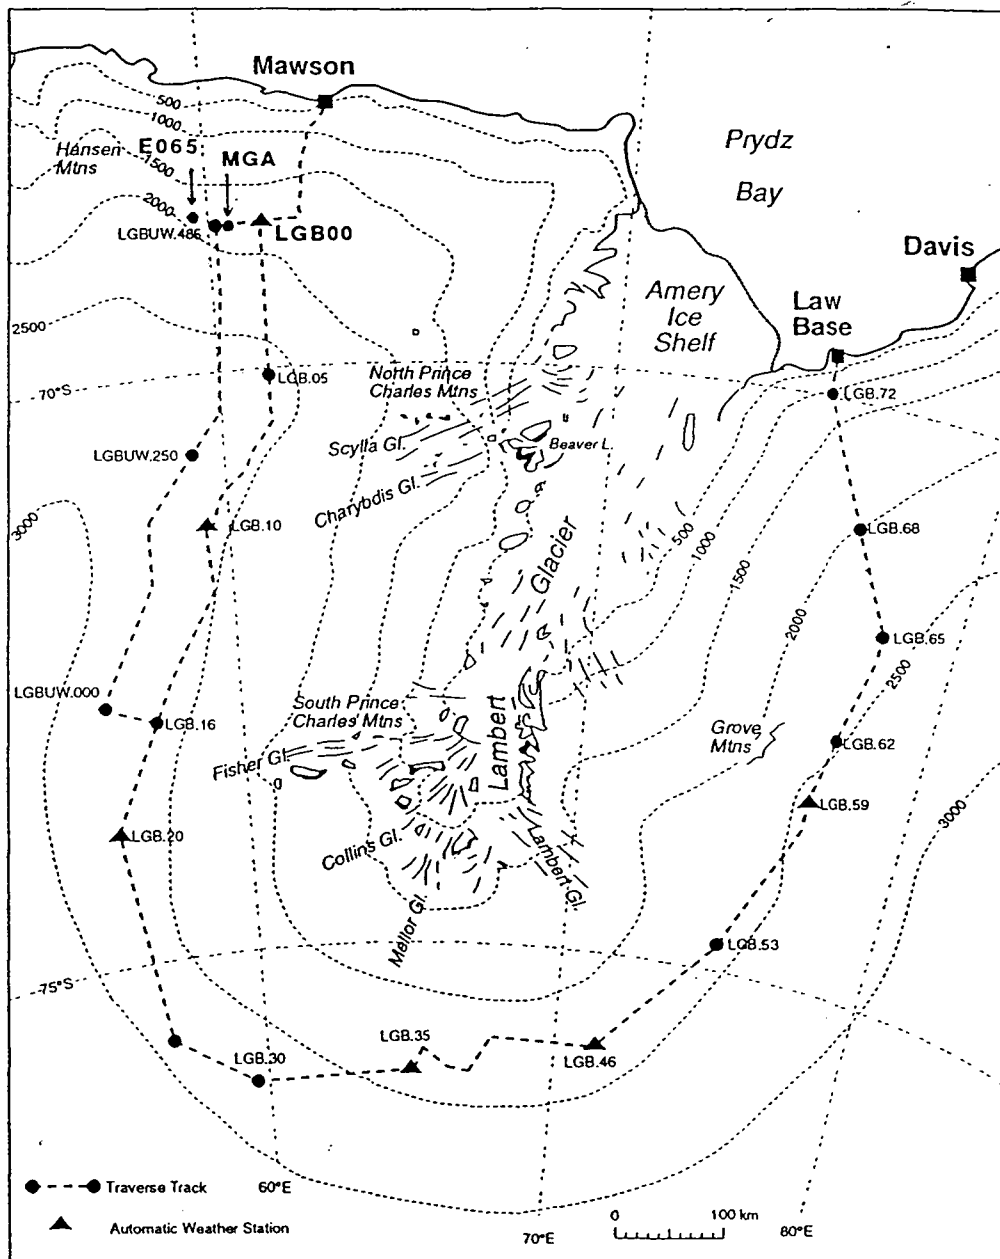 Mawson
Prydz
Bay
500
1000
Hansen
Mtns
E065
1500
MGA
2000
LGBUW.486
LGB00
Davis
Amery
Ice
Shelf
Law
Base
2500
70°S
LGB.05
North Prince
Charles Mtns
LGB.72
Scylla Gl.
Beaver L.
LGBUW.250
Charybdis Gl.
3000
LGB.10
500
1000
LGB.68
Glacier
1500
2000
LGB.65
2500
LGBUW.000
LGB.16
South Prince
Charles Mtns
Lambert
Grove
Mtns
LGB.62
Fisher Gl.
LGB.59
3000
LGB.20
Collins Gl.
Lambert Gl.
Mellor Gl.
LGB.53
75°S
LGB.30
LGB.35
LGB.46
Traverse Track
60°E
Automatic Weather Station
0 100 km
70°E
80°E